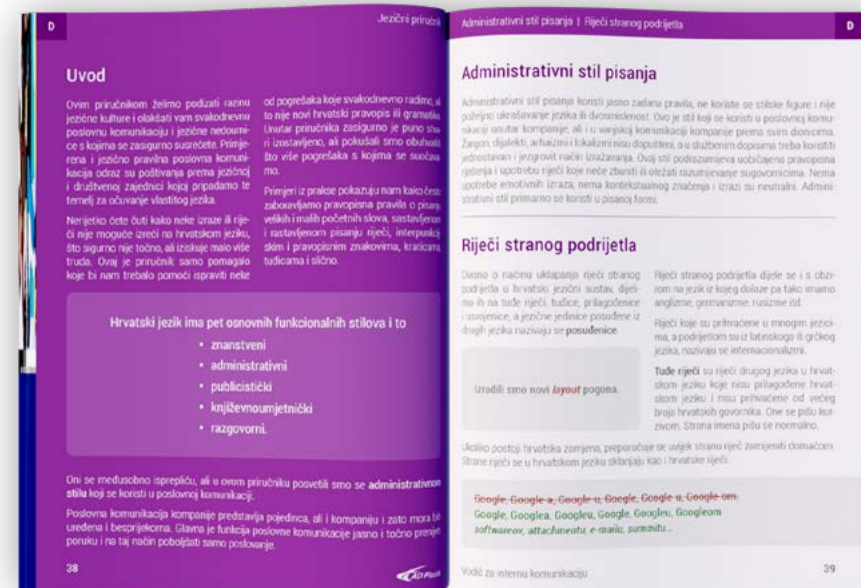 D
Jezični priručn
Uvod
Ovim priručnikom želimo podizati razinu
jezične kulture i olakšati vam svakodnevnu
poslovnu komunikaciju i jezične nedoumi-
ce s kojima se zasigurno susrećete. Primje-
rena i jezično pravilna poslovna komuni-
kacija odraz su poštivanja prema jezičnoj
i društvenoj zajednici kojoj pripadamo te
temelj za očuvanje vlastitog jezika.
Nerijetko ćete čuti kako neke izraze ili rije-
či nije moguće izreći na hrvatskom jeziku,
što sigurno nije točno, ali iziskuje malo više
truda. Ovaj je priručnik samo pomagalo
koje bi nam trebalo pomoći ispraviti neke
od pogrešaka koje svakodnevno radimo, al
to nije novi hrvatski pravopis ili gramatika
Unutar priručnika zasigurno je puno stva
ri izostavljeno, ali pokušali smo obuhvatit
što više pogrešaka s kojima se suočava
mo.
Primjeri iz prakse pokazuju nam kako često
zaboravljamo pravopisna pravila o pisanju
velikih i malih početnih slova, sastavljenom
i rastavljenom pisanju riječi, interpunkcij
skim i pravopisnim znakovima, kraticama
tuđicama i slično.
Hrvatski jezik ima pet osnovnih funkcionalnih stilova i to
• znanstveni
• administrativni
• publicistički
• književnoumjetnički
• razgovorni.
Oni se međusobno isprepliću, ali u ovom priručniku posvetili smo se administrativnom
stilu koji se koristi u poslovnoj komunikaciji.
Poslovna komunikacija kompanije predstavlja pojedinca, ali i kompaniju i zato mora biti
uređena i besprijekorna. Glavna je funkcija poslovne komunikacije jasno i točno prenijeti
poruku i na taj način poboljšati samo poslovanje.
38
AD Plastik
Administrativni stil pisanja | Riječi stranog podrijetla
D
Administrativni stil pisanja
Administrativni stil pisanja koristi jasno zadana pravila, ne koriste se stilske figure i nije
poželjno ukrašavanje jezika ili dvosmislenost. Ovo je stil koji se koristi u poslovnoj komu-
nikaciji unutar kompanije, ali i u vanjskoj komunikaciji kompanije prema svim dionicima.
Žargon, dijalekti, arhaizmi i lokalizmi nisu dopušteni, a u službenim dopisima treba koristiti
jednostavan i jezgrovit način izražavanja. Ovaj stil podrazumijeva uobičajena pravopisna
rješenja i upotrebu riječi koje neće zbuniti ili otežati razumijevanje sugovornicima. Nema
upotrebe emotivnih izraza, nema kontekstualnog značenja i izrazi su neutralni. Admini-
strativni stil primarno se koristi u pisanoj formi.
Riječi stranog podrijetla
Ovisno o načinu uklapanja riječi stranog
podrijetla u hrvatski jezični sustav, dijeli-
mo ih na tuđe riječi, tuđice, prilagođenice
i usvojenice, a jezične jedinice posuđene iz
drugih jezika nazivaju se posuđenice.
Izradili smo novi layout pogona.
Riječi stranog podrijetla dijele se i s obzi-
rom na jezik iz kojeg dolaze pa tako imamo
anglizme, germanizme, rusizme itd.
Riječi koje su prihvaćene u mnogim jezici-
ma, a podrijetlom su iz latinskoga ili grčkog
jezika, nazivaju se internacionalizmi.
Tuđe riječi su riječi drugog jezika u hrvat-
skom jeziku koje nisu prilagođene hrvat-
skom jeziku i nisu prihvaćene od većeg
broja hrvatskih govornika. One se pišu kur-
zivom. Strana imena pišu se normalno.
Ukoliko postoji hrvatska zamjena, preporučuje se uvijek stranu riječ zamijeniti domaćom.
Strane riječi se u hrvatskom jeziku sklanjaju kao i hrvatske riječi.
Google, Google-a, Google-u, Google, Google-u, Google-om.
Google, Googlea, Googleu, Google, Googleu, Googleom
softwareov, attachmentu, e-mailu, summitu...
Vodič za internu komunikaciju
39